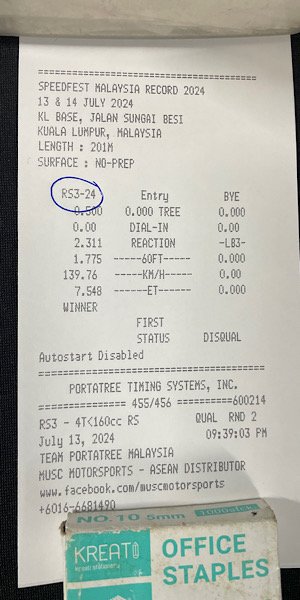 =====================================
SPEEDFEST MALAYSIA RECORD 2024
13 & 14 JULY 2024
KL BASE, JALAN SUNGAI BESI
KUALA LUMPUR, MALAYSIA
LENGTH : 201M
SURFACE : NO-PREP
RS3-24 Entry BYE
0.500 0.000 TREE 0.000
0.00 DIAL-IN 0.00
2.311 REACTION -LB3-
1.775 ------60FT----- 0.000
139.76 -----KM/H----- 0.00
7.548 ------ET------ 0.000
WINNER
FIRST
STATUS DISQUAL
Autostart Disabled
=====================================
PORTATREE TIMING SYSTEMS, INC.
=============== 455/456 ==========600214
RS3 - 4T<160cc RS QUAL RND 2
July 13, 2024 09:39:03 PM
TEAM PORTATREE MALAYSIA
MUSC MOTORSPORTS - ASEAN DISTRIBUTOR
www.facebook.com/muscmotorsports
+6016-6681490
NO.10 5mm 1000stek
KREATO
OFFICE
STAPLES